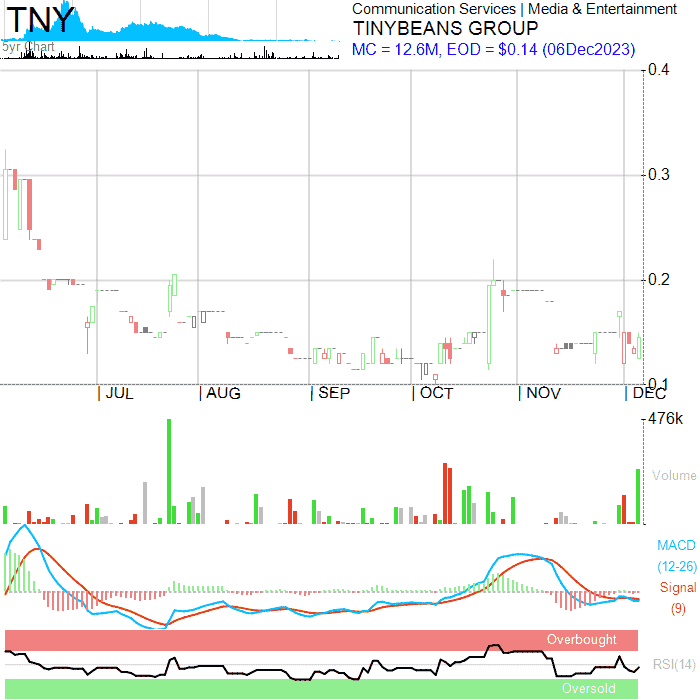 TNY
5yr Chart
Communication Services | Media & Entertainment
TINYBEANS GROUP
MC = 12.6M, EOD = $0.14 (06Dec2023)
0.4
0.3
0.2
0.1
JUL AUG SEP OCT NOV DEC
476k
Volume
MACD
(12-26)
Signal
(9)
Overbought
RSI(14)
Oversold